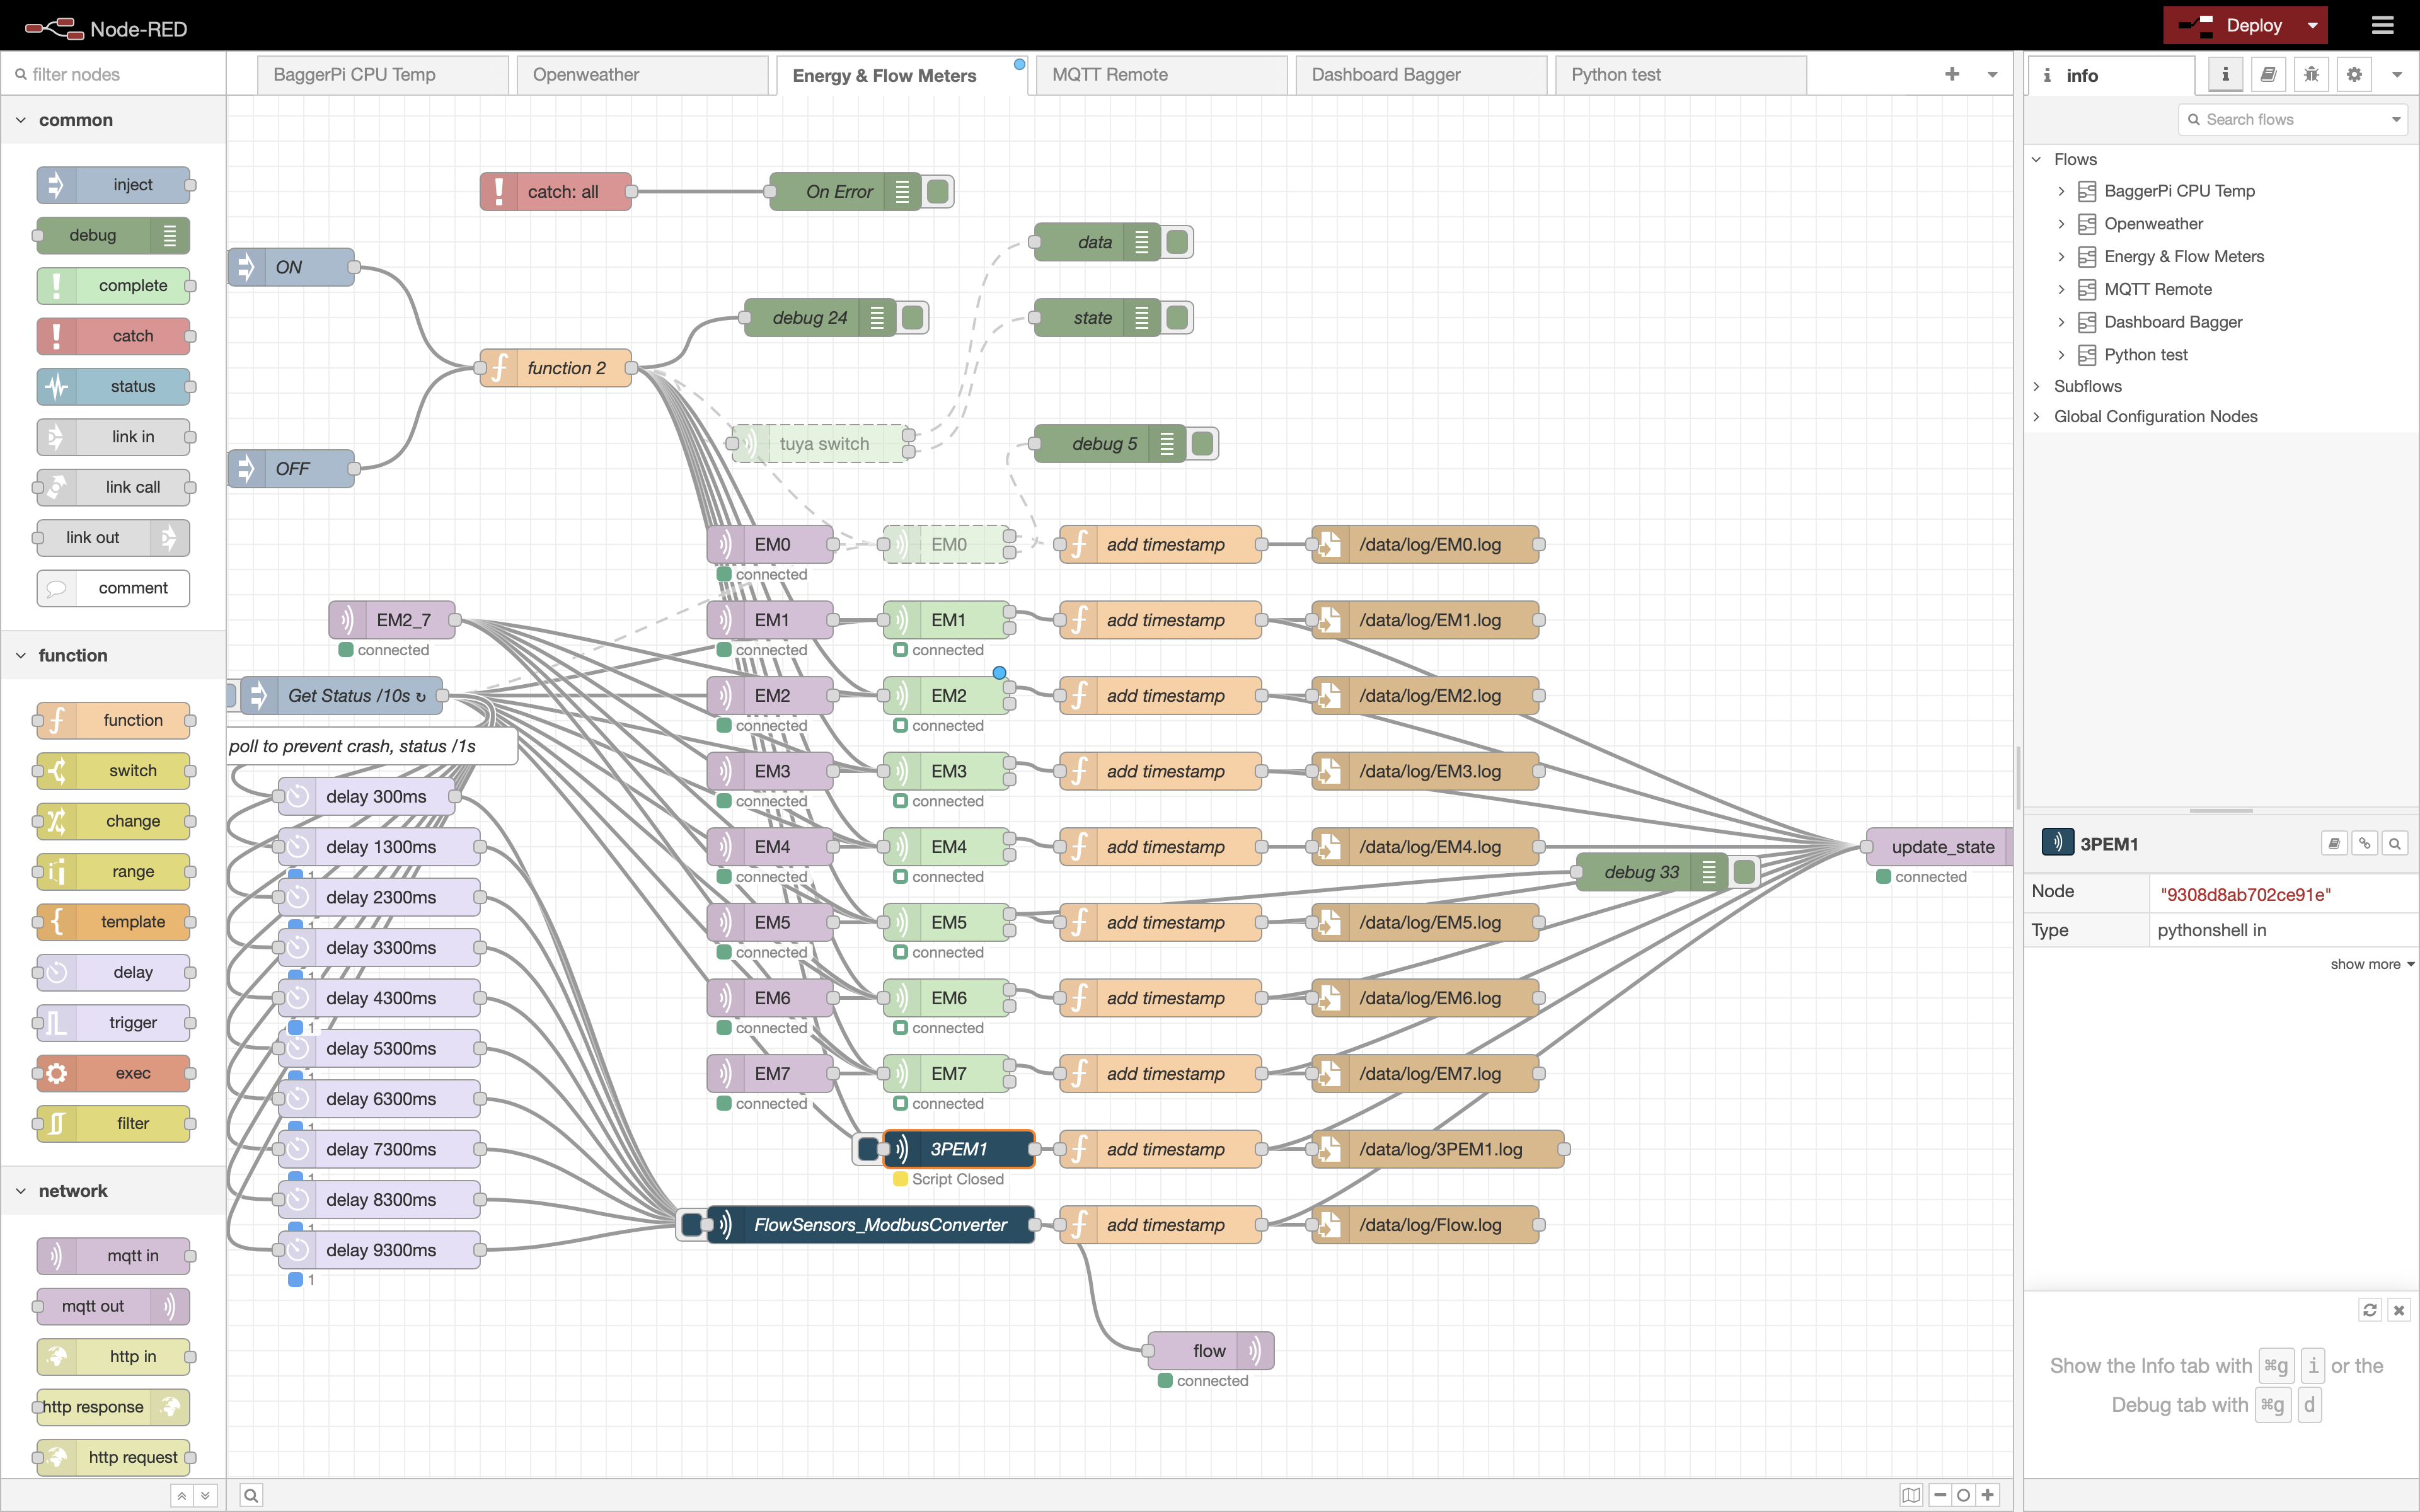 Node-RED
Deploy
filter nodes
BaggerPi CPU Temp
Openweather
Energy & Flow Meters
MQTT Remote
Dashboard Bagger
Python test
info
common
inject
debug
complete
catch
status
link in
link call
link out
comment
function
function
switch
change
range
template
delay
trigger
exec
filter
network
mqtt in
mqtt out
http in
http response
http request
catch: all
On Error
data
ON
debug 24
state
function 2
tuya switch
debug 5
OFF
EM0
connected
EM0
add timestamp
/data/log/EM0.log
EM2_7
connected
EM1
connected
EM1
connected
add timestamp
/data/log/EM1.log
Get Status /10s ↻
EM2
connected
EM2
connected
add timestamp
/data/log/EM2.log
poll to prevent crash, status /1s
EM3
connected
EM3
connected
add timestamp
/data/log/EM3.log
delay 300ms
delay 1300ms
1
EM4
connected
EM4
connected
add timestamp
/data/log/EM4.log
debug 33
update_state
connected
delay 2300ms
1
EM5
connected
EM5
connected
add timestamp
/data/log/EM5.log
delay 3300ms
1
delay 4300ms
1
EM6
connected
EM6
connected
add timestamp
/data/log/EM6.log
delay 5300ms
1
EM7
connected
EM7
connected
add timestamp
/data/log/EM7.log
delay 6300ms
1
delay 7300ms
1
3PEM1
Script Closed
add timestamp
/data/log/3PEM1.log
delay 8300ms
1
FlowSensors_ModbusConverter
add timestamp
/data/log/Flow.log
delay 9300ms
1
flow
connected
Search flows
Flows
BaggerPi CPU Temp
Openweather
Energy & Flow Meters
MQTT Remote
Dashboard Bagger
Python test
Subflows
Global Configuration Nodes
3PEM1
Node "9308d8ab702ce91e"
Type pythonshell in
show more
Show the Info tab with ⌘g i or the
Debug tab with ⌘g d